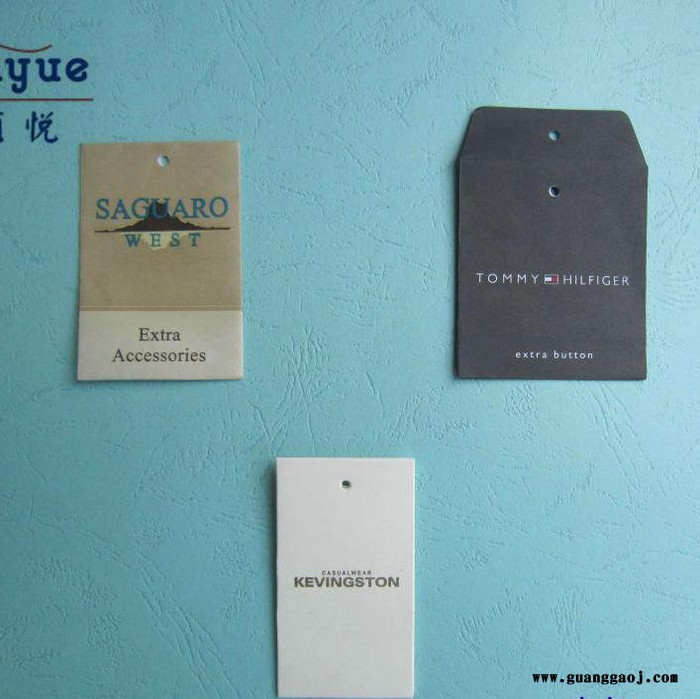 yue
悦
SAGUARO
WEST
Extra
Accessories
TOMMY HILFIGER
extra button
CASUALWEAR
KEVINGSTON
www.guanggaoj.com